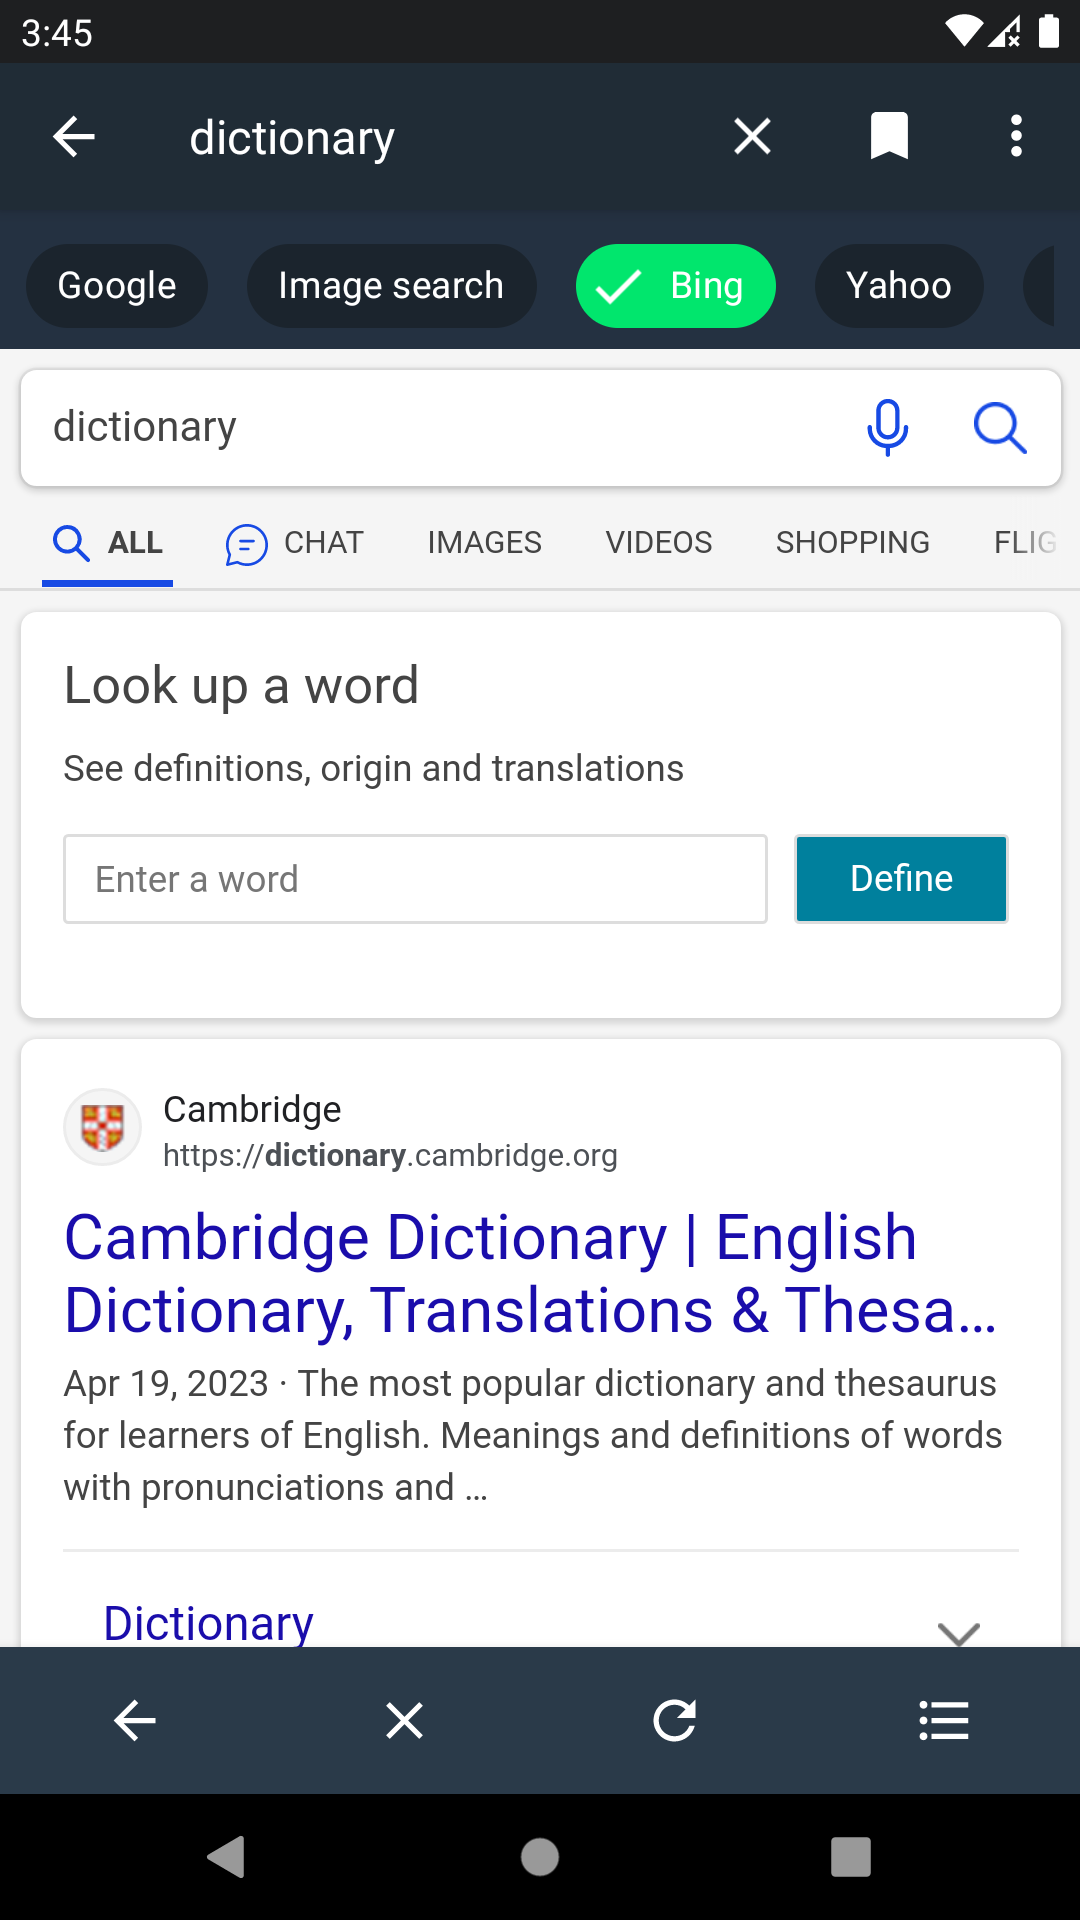 3:45
dictionary
Google
Image search
Bing
Yahoo
dictionary
ALL
CHAT
IMAGES
VIDEOS
SHOPPING
FLIG
Look up a word
See definitions, origin and translations
Enter a word
Define
Cambridge
https://dictionary.cambridge.org
Cambridge Dictionary | English
Dictionary, Translations & Thesa...
Apr 19, 2023 · The most popular dictionary and thesaurus
for learners of English. Meanings and definitions of words
with pronunciations and ...
Dictionary